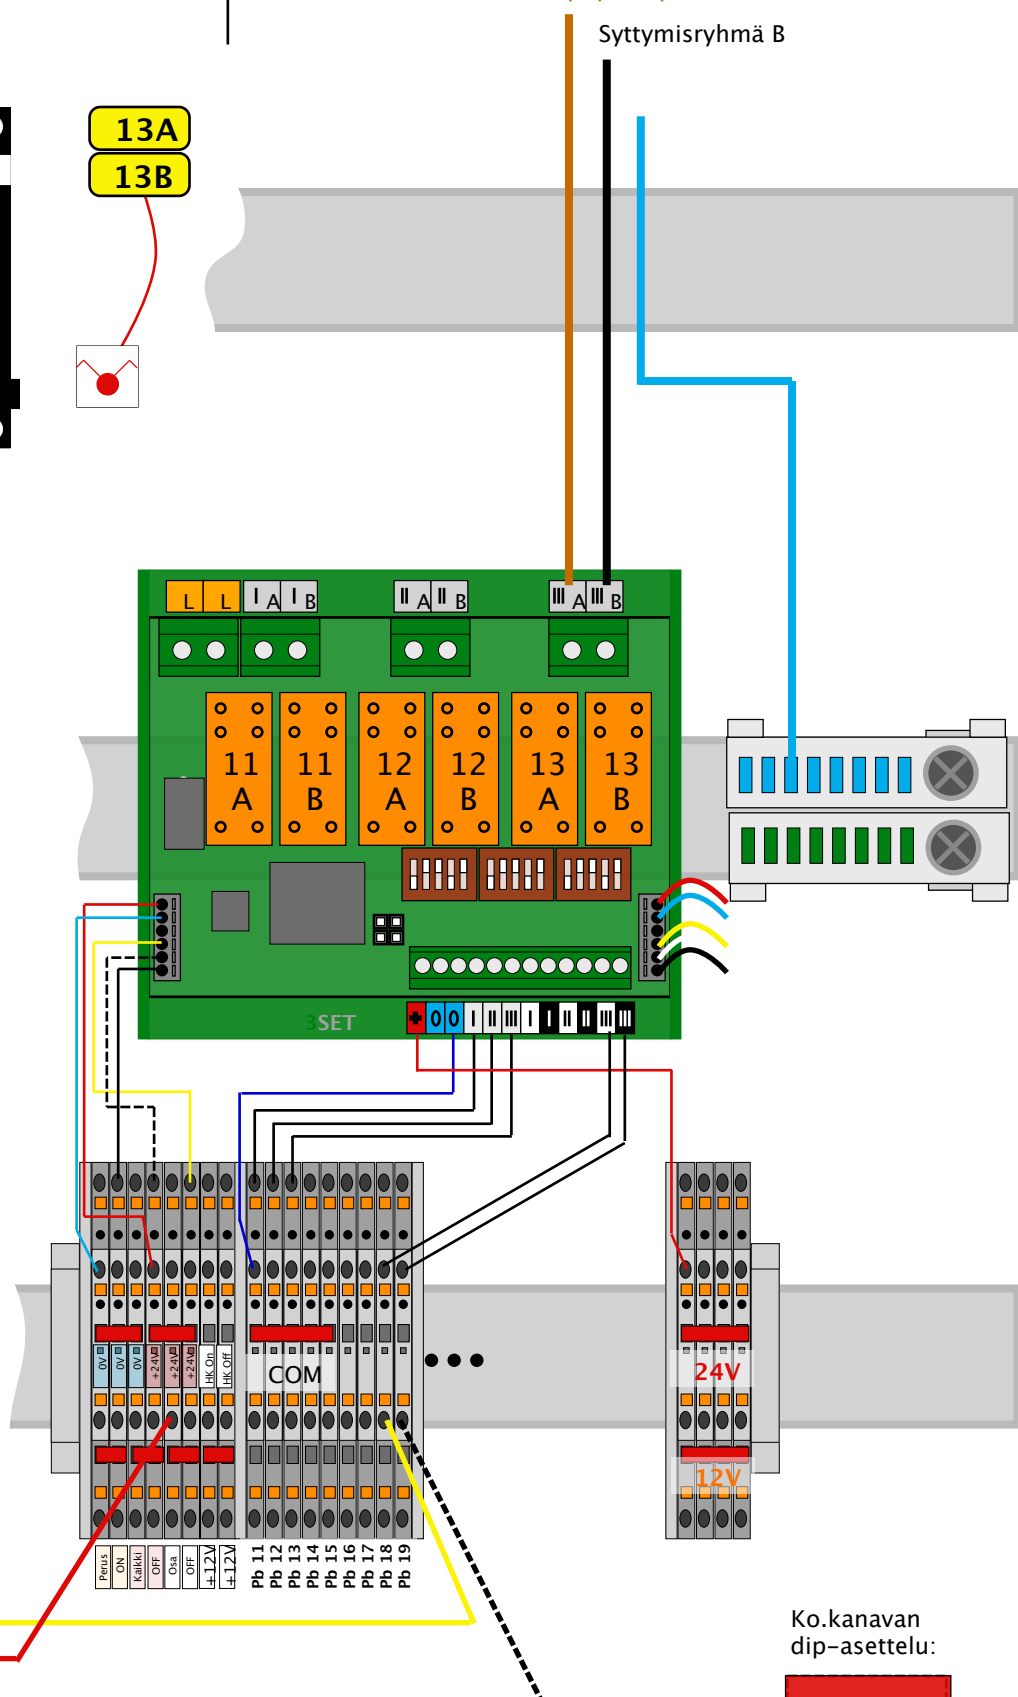 Syttymisryhmä B
13A
13B
L L I A I B II A II B III A III B
11 A
11 B
12 A
12 B
13 A
13 B
3SET
+ 0 0 I II III I I II II III III
0V 0V 0V +24V +24V +24V HK On HK Off
COM
24V
12V
Perus ON Kaikki OFF Osa OFF +12V +12V
Pb 11 Pb 12 Pb 13 Pb 14 Pb 15 Pb 16 Pb 17 Pb 18 Pb 19
Ko.kanavan
dip-asettelu: